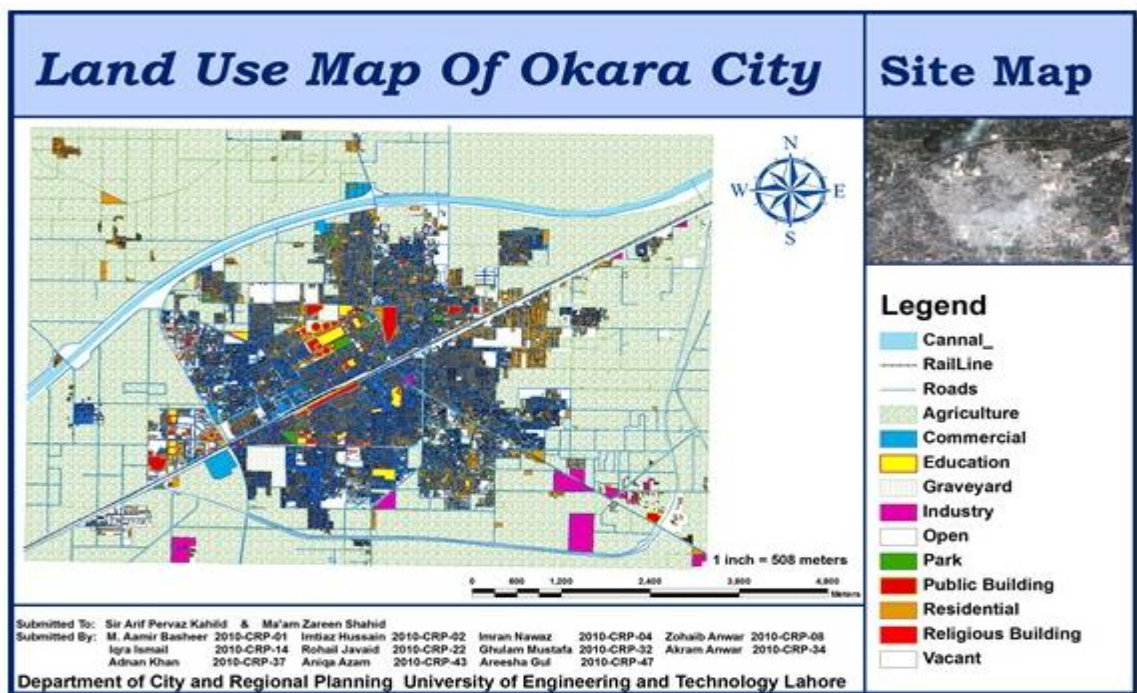 Land Use Map Of Okara City
Site Map
N
W E
S
Legend
Cannal_
RailLine
Roads
Agriculture
Commercial
Education
Graveyard
Industry
Open
Park
Public Building
Residential
Religious Building
Vacant
1 inch = 508 meters
0 600 1,200 2,400 3,600 4,800
Meters
Submitted To: Sir Arif Pervaz Kahild & Ma'am Zareen Shahid
Submitted By: M. Aamir Basheer 2010-CRP-01 Imtiaz Hussain 2010-CRP-02 Imran Nawaz 2010-CRP-04 Zohaib Anwar 2010-CRP-08
Iqra Ismail 2010-CRP-14 Rohail Javaid 2010-CRP-22 Ghulam Mustafa 2010-CRP-32 Akram Anwar 2010-CRP-34
Adnan Khan 2010-CRP-37 Aniqa Azam 2010-CRP-43 Areesha Gul 2010-CRP-47
Department of City and Regional Planning University of Engineering and Technology Lahore